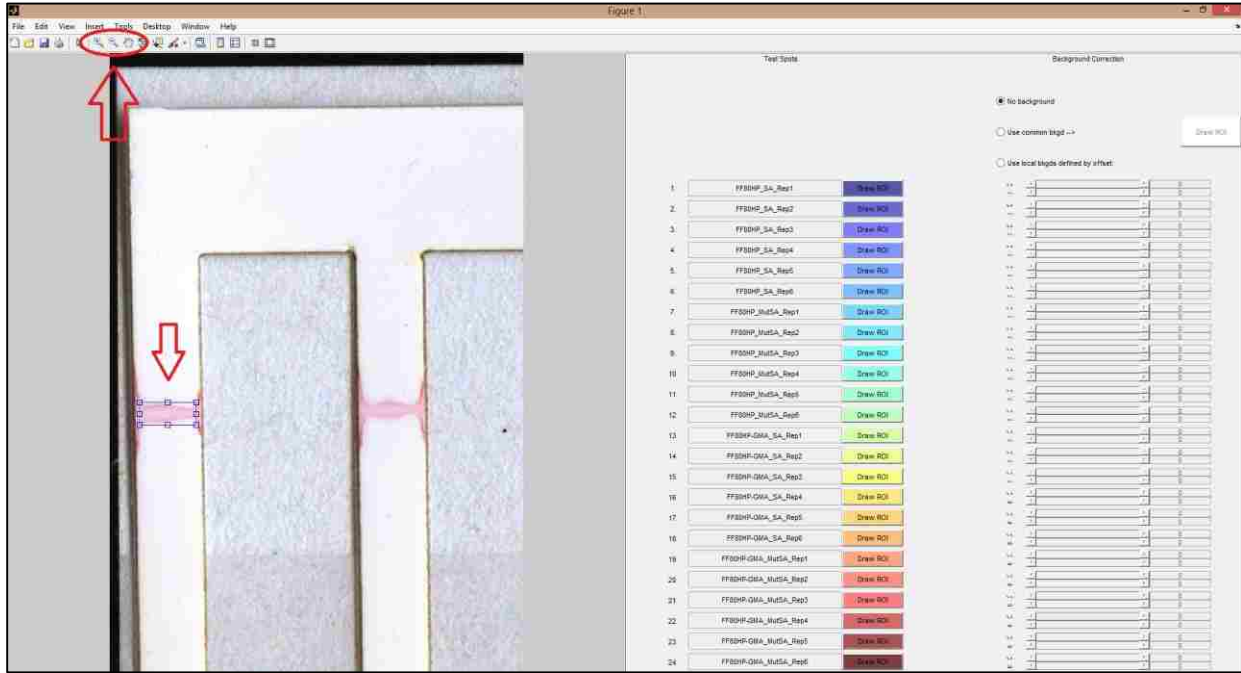 Figure 1
File Edit View Insert Tools Desktop Window Help
Test Spots
Background Correction
No background
Use common bkgd -->
Draw ROI
Use local bkgds defined by offset:
1. FF80HP_SA_Rep1 Draw ROI
2. FF80HP_SA_Rep2 Draw ROI
3. FF80HP_SA_Rep3 Draw ROI
4. FF80HP_SA_Rep4 Draw ROI
5. FF80HP_SA_Rep5 Draw ROI
6. FF80HP_SA_Rep6 Draw ROI
7. FF80HP_MutSA_Rep1 Draw ROI
8. FF80HP_MutSA_Rep2 Draw ROI
9. FF80HP_MutSA_Rep3 Draw ROI
10. FF80HP_MutSA_Rep4 Draw ROI
11. FF80HP_MutSA_Rep5 Draw ROI
12. FF80HP_MutSA_Rep6 Draw ROI
13. FF80HP-GMA_SA_Rep1 Draw ROI
14. FF80HP-GMA_SA_Rep2 Draw ROI
15. FF80HP-GMA_SA_Rep3 Draw ROI
16. FF80HP-GMA_SA_Rep4 Draw ROI
17. FF80HP-GMA_SA_Rep5 Draw ROI
18. FF80HP-GMA_SA_Rep6 Draw ROI
19. FF80HP-GMA_MutSA_Rep1 Draw ROI
20. FF80HP-GMA_MutSA_Rep2 Draw ROI
21. FF80HP-GMA_MutSA_Rep3 Draw ROI
22. FF80HP-GMA_MutSA_Rep4 Draw ROI
23. FF80HP-GMA_MutSA_Rep5 Draw ROI
24. FF80HP-GMA_MutSA_Rep6 Draw ROI